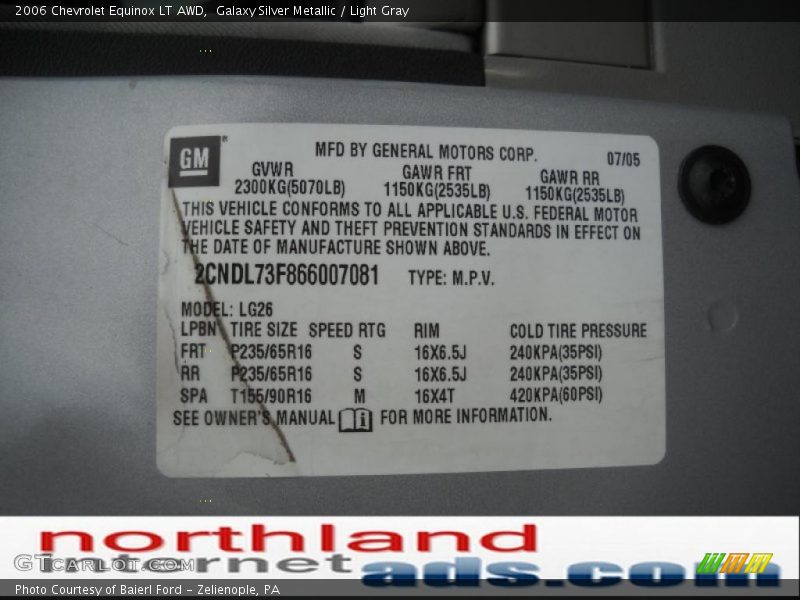 2006 Chevrolet Equinox LT AWD,  Galaxy Silver Metallic / Light Gray
GM®
MFD BY GENERAL MOTORS CORP. 07/05
GVWR GAWR FRT GAWR RR
2300KG(5070LB) 1150KG(2535LB) 1150KG(2535LB)
THIS VEHICLE CONFORMS TO ALL APPLICABLE U.S. FEDERAL MOTOR
VEHICLE SAFETY AND THEFT PREVENTION STANDARDS IN EFFECT ON
THE DATE OF MANUFACTURE SHOWN ABOVE.
2CNDL73F866007081 TYPE: M.P.V.
MODEL: LG26
LPBN TIRE SIZE SPEED RTG RIM COLD TIRE PRESSURE
FRT P235/65R16 S 16X6.5J 240KPA(35PSI)
RR P235/65R16 S 16X6.5J 240KPA(35PSI)
SPA T155/90R16 M 16X4T 420KPA(60PSI)
SEE OWNER'S MANUAL i FOR MORE INFORMATION.
northland
internet
ads.com
GTCARLOT.COM
Photo Courtesy of Baierl Ford - Zelienople, PA